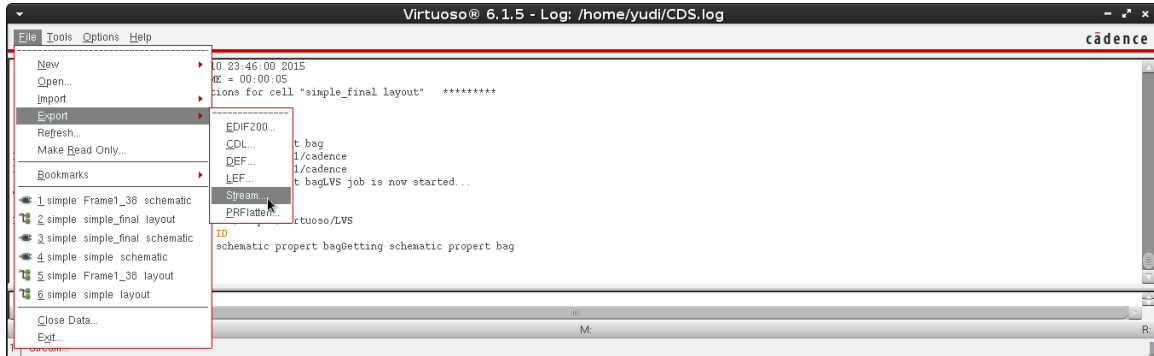 Virtuoso® 6.1.5 - Log: /home/yudi/CDS.log
File Tools Options Help
cādence
New
Open...
Import
Export
Refresh...
Make Read Only...
Bookmarks
1 simple Frame1_38 schematic
2 simple simple_final layout
3 simple simple_final schematic
4 simple simple schematic
5 simple Frame1_38 layout
6 simple simple layout
Close Data...
Exit...
EDIF200...
CDL...
DEF...
LEF...
Stream...
PRFlatten...
10 23:46:00 2015
ME = 00:00:05
tions for cell "simple_final layout" *********
t bag
1/cadence
1/cadence
t bagLVS job is now started...
rtuoso/LVS
ID.
schematic propert bagGetting schematic propert bag
M:
R: